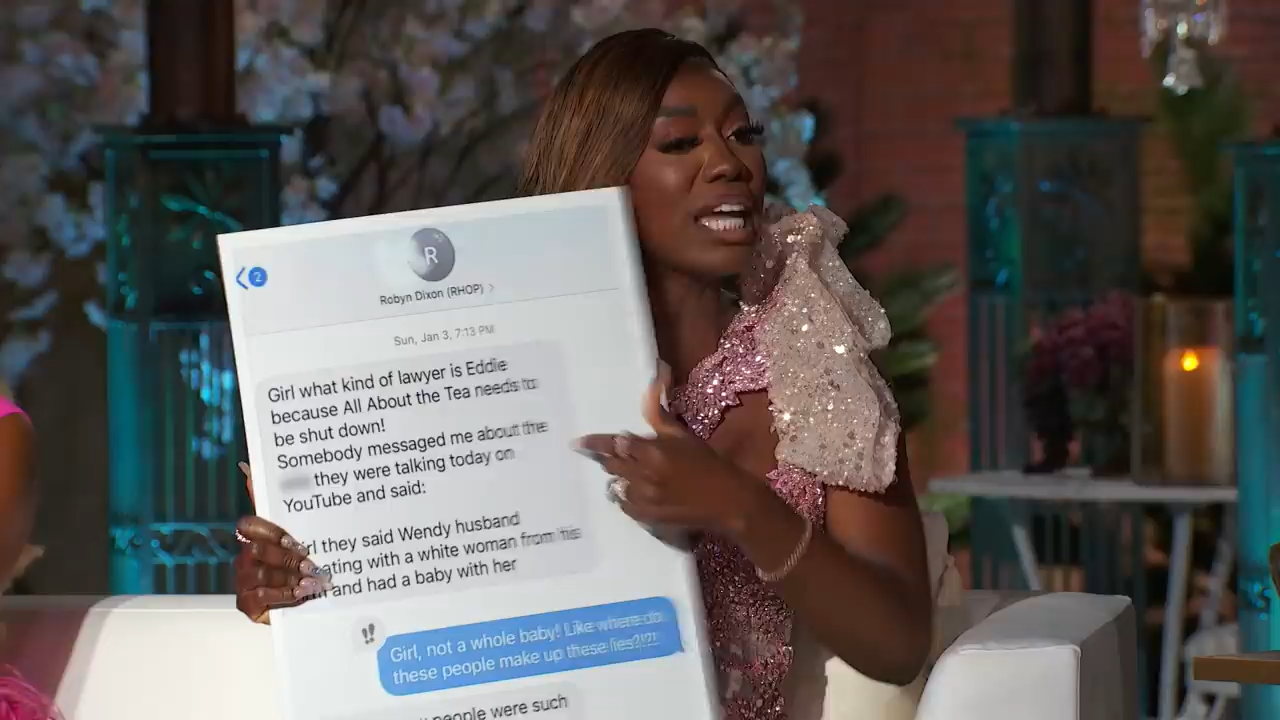 2
R
Robyn Dixon (RHOP)
Sun, Jan 3, 7:13 PM
Girl what kind of lawyer is Eddie
because All About the Tea needs to
be shut down!
Somebody messaged me about the
they were talking today on
YouTube and said:
they said Wendy husband
with a white woman from his
and had a baby with her
Girl, not a whole baby! Like where do
these people make up these lies?!?!
people were such